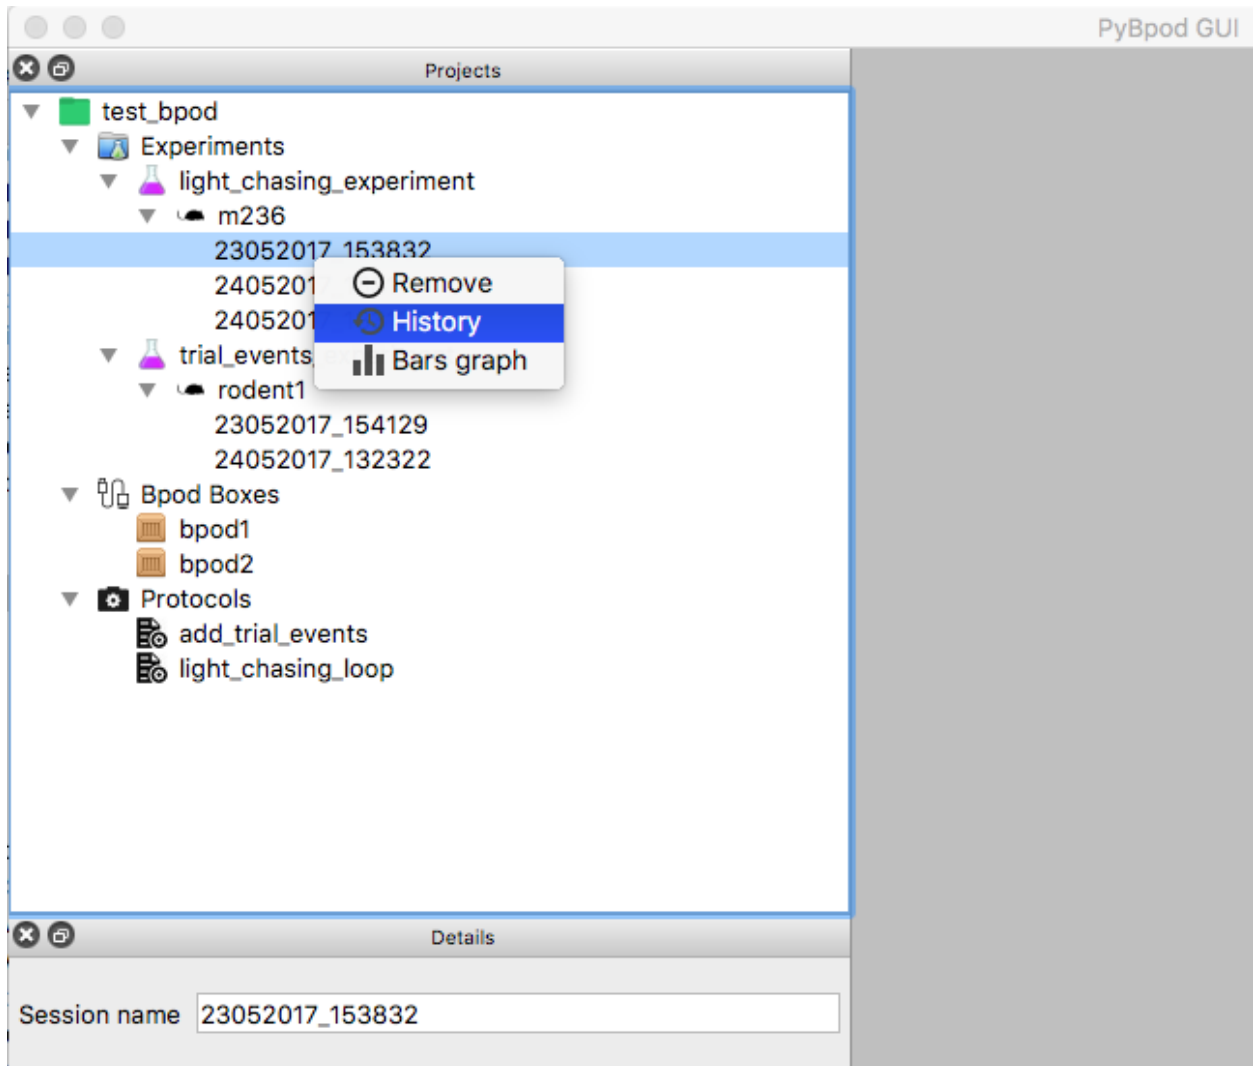 PyBpod GUI
Projects
test_bpod
Experiments
light_chasing_experiment
m236
23052017_153832
Remove
History
Bars graph
trial_events
rodent1
23052017_154129
24052017_132322
Bpod Boxes
bpod1
bpod2
Protocols
add_trial_events
light_chasing_loop
Details
Session name 23052017_153832